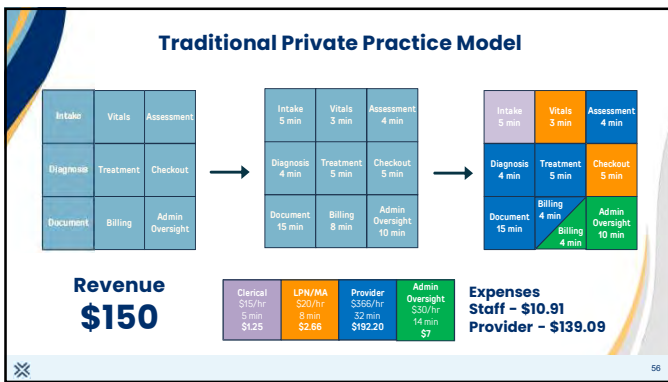 Traditional Private Practice Model
Intake
Vitals
Assessment
Diagnosis
Treatment
Checkout
Document
Billing
Admin
Oversight
Intake
5 min
Vitals
3 min
Assessment
4 min
Diagnosis
4 min
Treatment
5 min
Checkout
5 min
Document
15 min
Billing
8 min
Admin
Oversight
10 min
Intake
5 min
Vitals
3 min
Assessment
4 min
Diagnosis
4 min
Treatment
5 min
Checkout
5 min
Document
15 min
Billing
4 min
Billing
4 min
Admin
Oversight
10 min
Revenue
$150
Clerical
$15/hr
5 min
$1.25
LPN/MA
$20/hr
8 min
$2.66
Provider
$366/hr
32 min
$192.20
Admin
Oversight
$30/hr
14 min
$7
Expenses
Staff - $10.91
Provider - $139.09
56